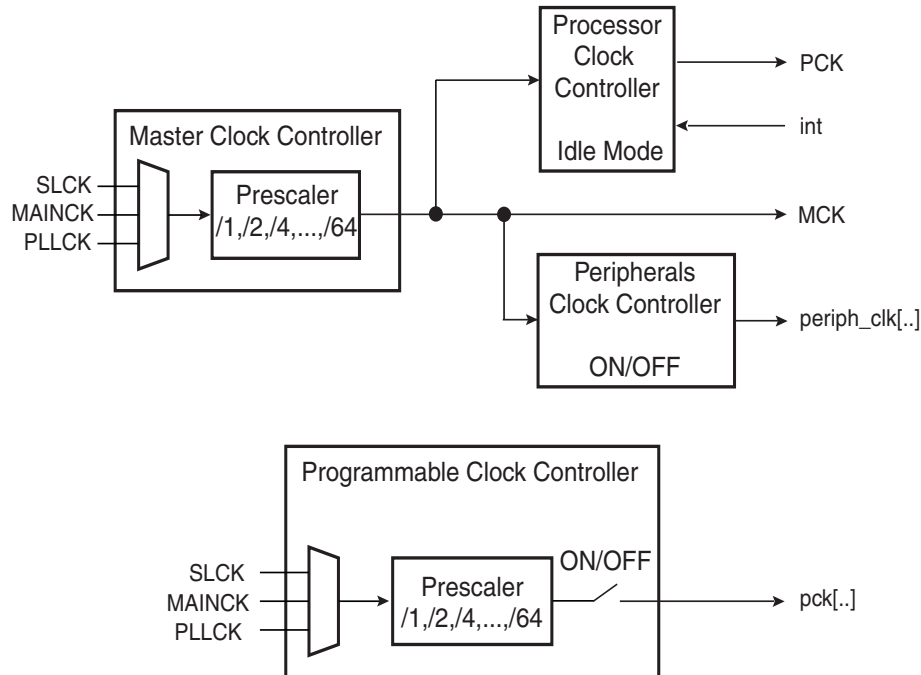 Processor
Clock
Controller
Idle Mode
PCK
int
Master Clock Controller
SLCK
MAINCK
PLLCK
Prescaler
/1,/2,/4,...,/64
MCK
Peripherals
Clock Controller
ON/OFF
periph_clk[..]
Programmable Clock Controller
SLCK
MAINCK
PLLCK
Prescaler
/1,/2,/4,...,/64
ON/OFF
pck[..]